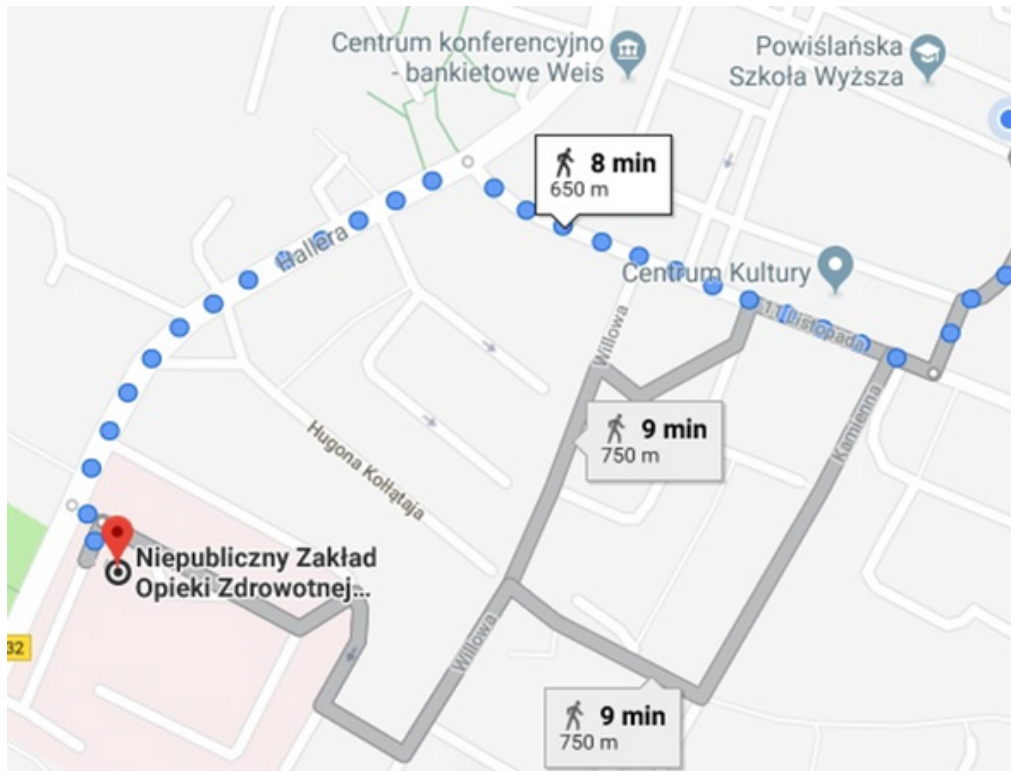 Centrum konferencyjno
- bankietowe Weis
Powiślańska
Szkoła Wyższa
8 min
650 m
Hallera
Centrum Kultury
11 Listopada
Willowa
9 min
750 m
Kamienna
Hugona Kołłątaja
Niepubliczny Zakład
Opieki Zdrowotnej...
Willowa
32
9 min
750 m